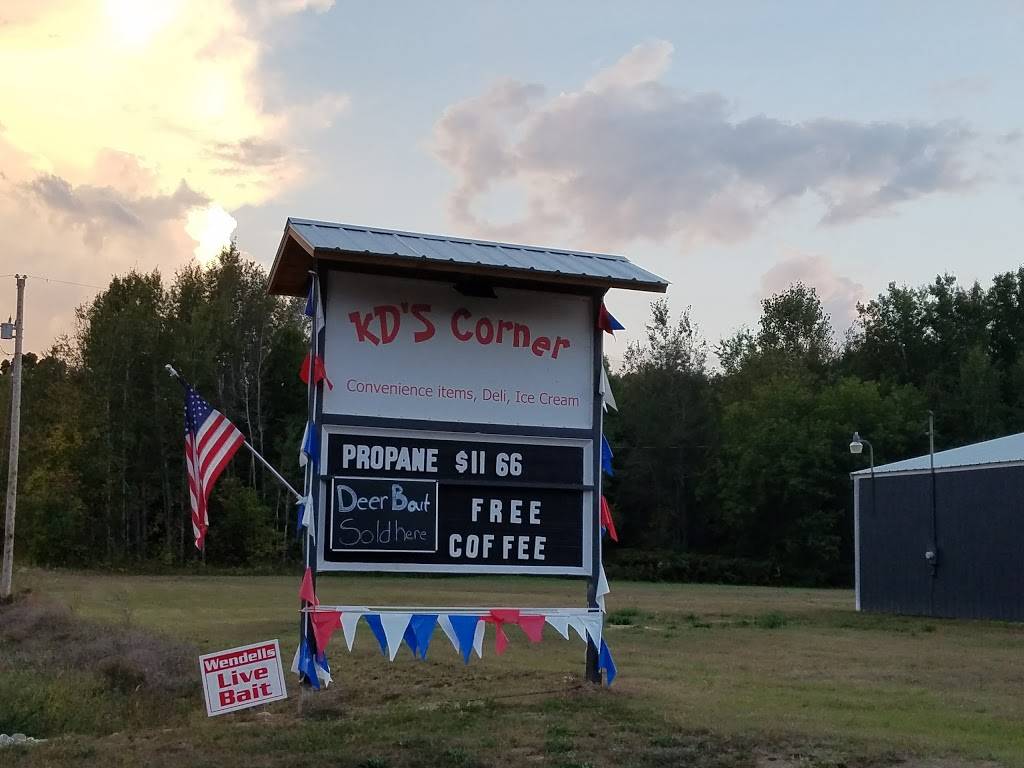 KD'S Corner
Convenience items, Deli, Ice Cream
PROPANE $11 66
Deer Bait
Sold here
FREE
COFFEE
Wendells
Live
Bait